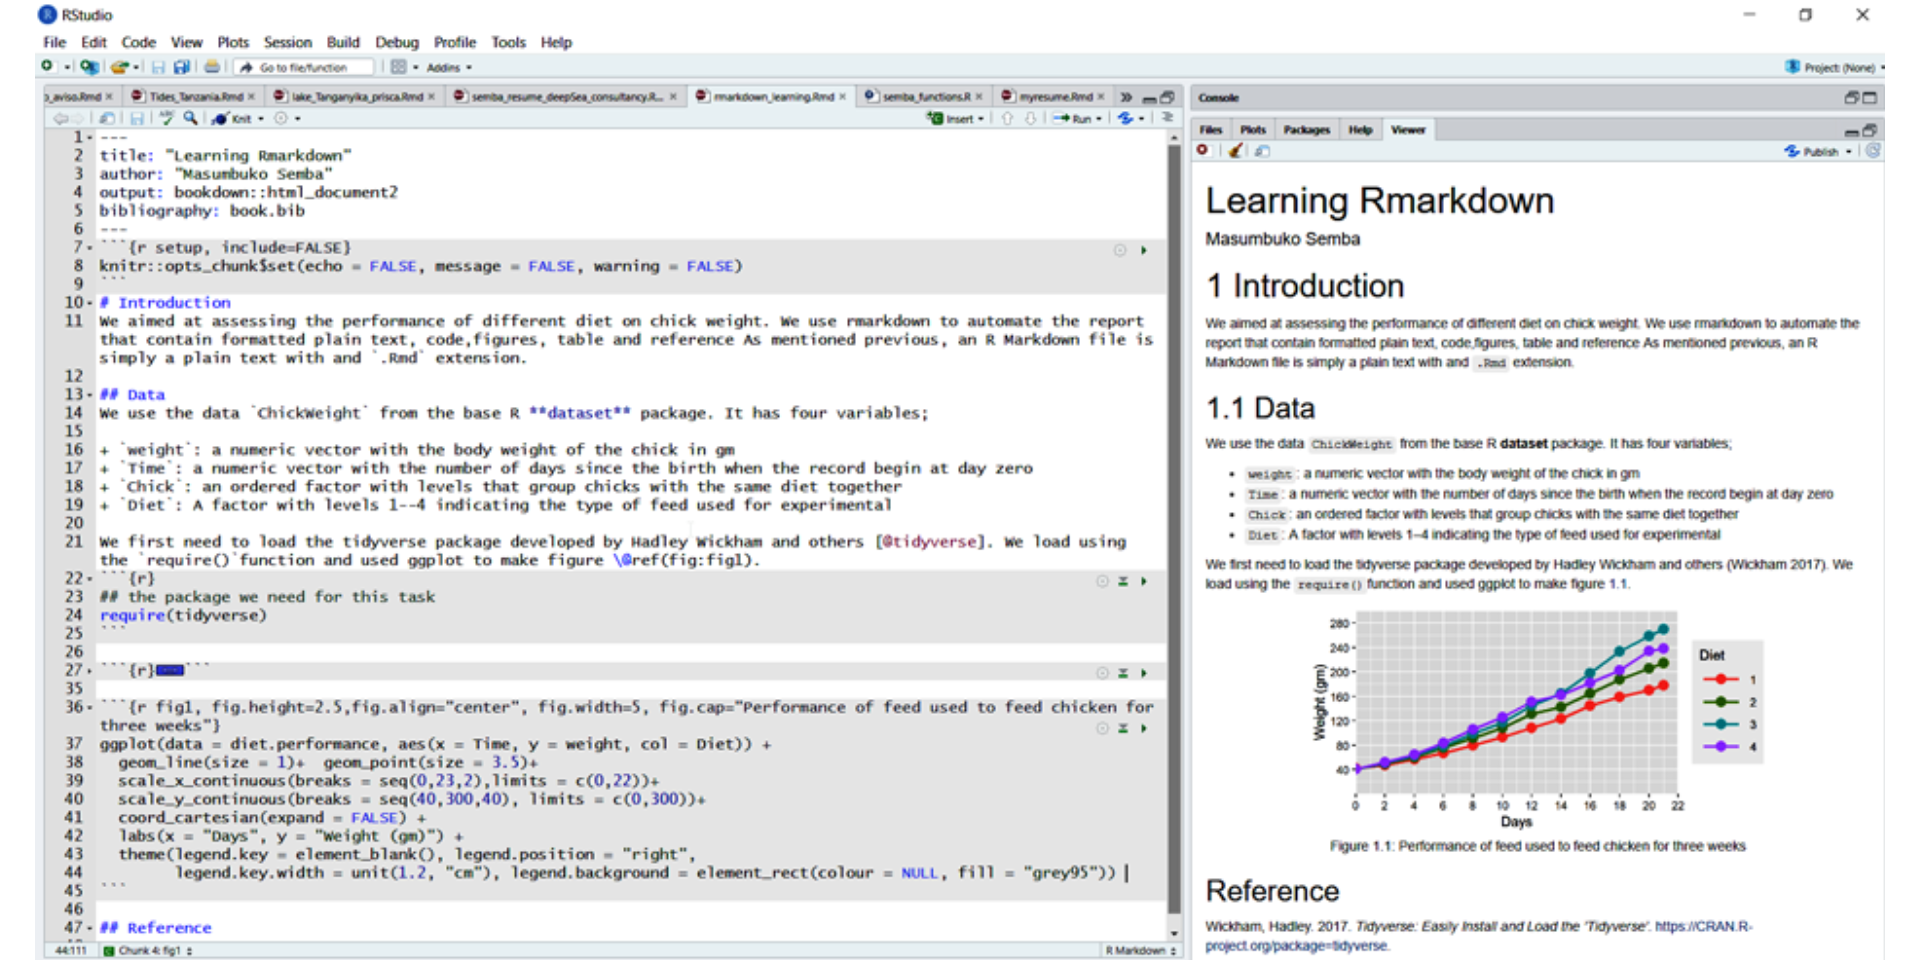 RStudio
File Edit Code View Plots Session Build Debug Profile Tools Help
Go to file/function Addins
Project: (None)
o_aviso.Rmd Tides_Tanzania.Rmd lake_Tanganyika_prisca.Rmd semba_resume_deepSea_consultancy.R... rmarkdown_learning.Rmd semba_functions.R myresume.Rmd
Knit Insert Run
1 ---
2 title: "Learning Rmarkdown"
3 author: "Masumbuko Semba"
4 output: bookdown::html_document2
5 bibliography: book.bib
6 ---
7 ```{r setup, include=FALSE}
8 knitr::opts_chunk$set(echo = FALSE, message = FALSE, warning = FALSE)
9 ```
10 # Introduction
11 We aimed at assessing the performance of different diet on chick weight. We use rmarkdown to automate the report
that contain formatted plain text, code,figures, table and reference As mentioned previous, an R Markdown file is
simply a plain text with and `.Rmd` extension.
12
13 ## Data
14 We use the data `ChickWeight` from the base R **dataset** package. It has four variables;
15
16 + `weight`: a numeric vector with the body weight of the chick in gm
17 + `Time`: a numeric vector with the number of days since the birth when the record begin at day zero
18 + `Chick`: an ordered factor with levels that group chicks with the same diet together
19 + `Diet`: A factor with levels 1--4 indicating the type of feed used for experimental
20
21 We first need to load the tidyverse package developed by Hadley Wickham and others [@tidyverse]. We load using
the `require()`function and used ggplot to make figure \@ref(fig:fig1).
22 ```{r}
23 ## the package we need for this task
24 require(tidyverse)
25 ```
26
27 ```{r} ```
35
36 ```{r fig1, fig.height=2.5,fig.align="center", fig.width=5, fig.cap="Performance of feed used to feed chicken for
three weeks"}
37 ggplot(data = diet.performance, aes(x = Time, y = weight, col = Diet)) +
38 geom_line(size = 1)+ geom_point(size = 3.5)+
39 scale_x_continuous(breaks = seq(0,23,2),limits = c(0,22))+
40 scale_y_continuous(breaks = seq(40,300,40), limits = c(0,300))+
41 coord_cartesian(expand = FALSE) +
42 labs(x = "Days", y = "Weight (gm)") +
43 theme(legend.key = element_blank(), legend.position = "right",
44 legend.key.width = unit(1.2, "cm"), legend.background = element_rect(colour = NULL, fill = "grey95"))
45 ```
46
47 ## Reference
44:111 Chunk 4: fig1 R Markdown
Console
Files Plots Packages Help Viewer
Publish
Learning Rmarkdown
Masumbuko Semba
1 Introduction
We aimed at assessing the performance of different diet on chick weight. We use rmarkdown to automate the
report that contain formatted plain text, code,figures, table and reference As mentioned previous, an R
Markdown file is simply a plain text with and .Rmd extension.
1.1 Data
We use the data ChickWeight from the base R dataset package. It has four variables;
• weight: a numeric vector with the body weight of the chick in gm
• Time: a numeric vector with the number of days since the birth when the record begin at day zero
• Chick: an ordered factor with levels that group chicks with the same diet together
• Diet: A factor with levels 1–4 indicating the type of feed used for experimental
We first need to load the tidyverse package developed by Hadley Wickham and others (Wickham 2017). We
load using the require() function and used ggplot to make figure 1.1.
280
240
200
160
120
80
40
Weight (gm)
0 2 4 6 8 10 12 14 16 18 20 22
Days
Diet
1
2
3
4
Figure 1.1: Performance of feed used to feed chicken for three weeks
Reference
Wickham, Hadley. 2017. Tidyverse: Easily Install and Load the 'Tidyverse'. https://CRAN.R-
project.org/package=tidyverse.